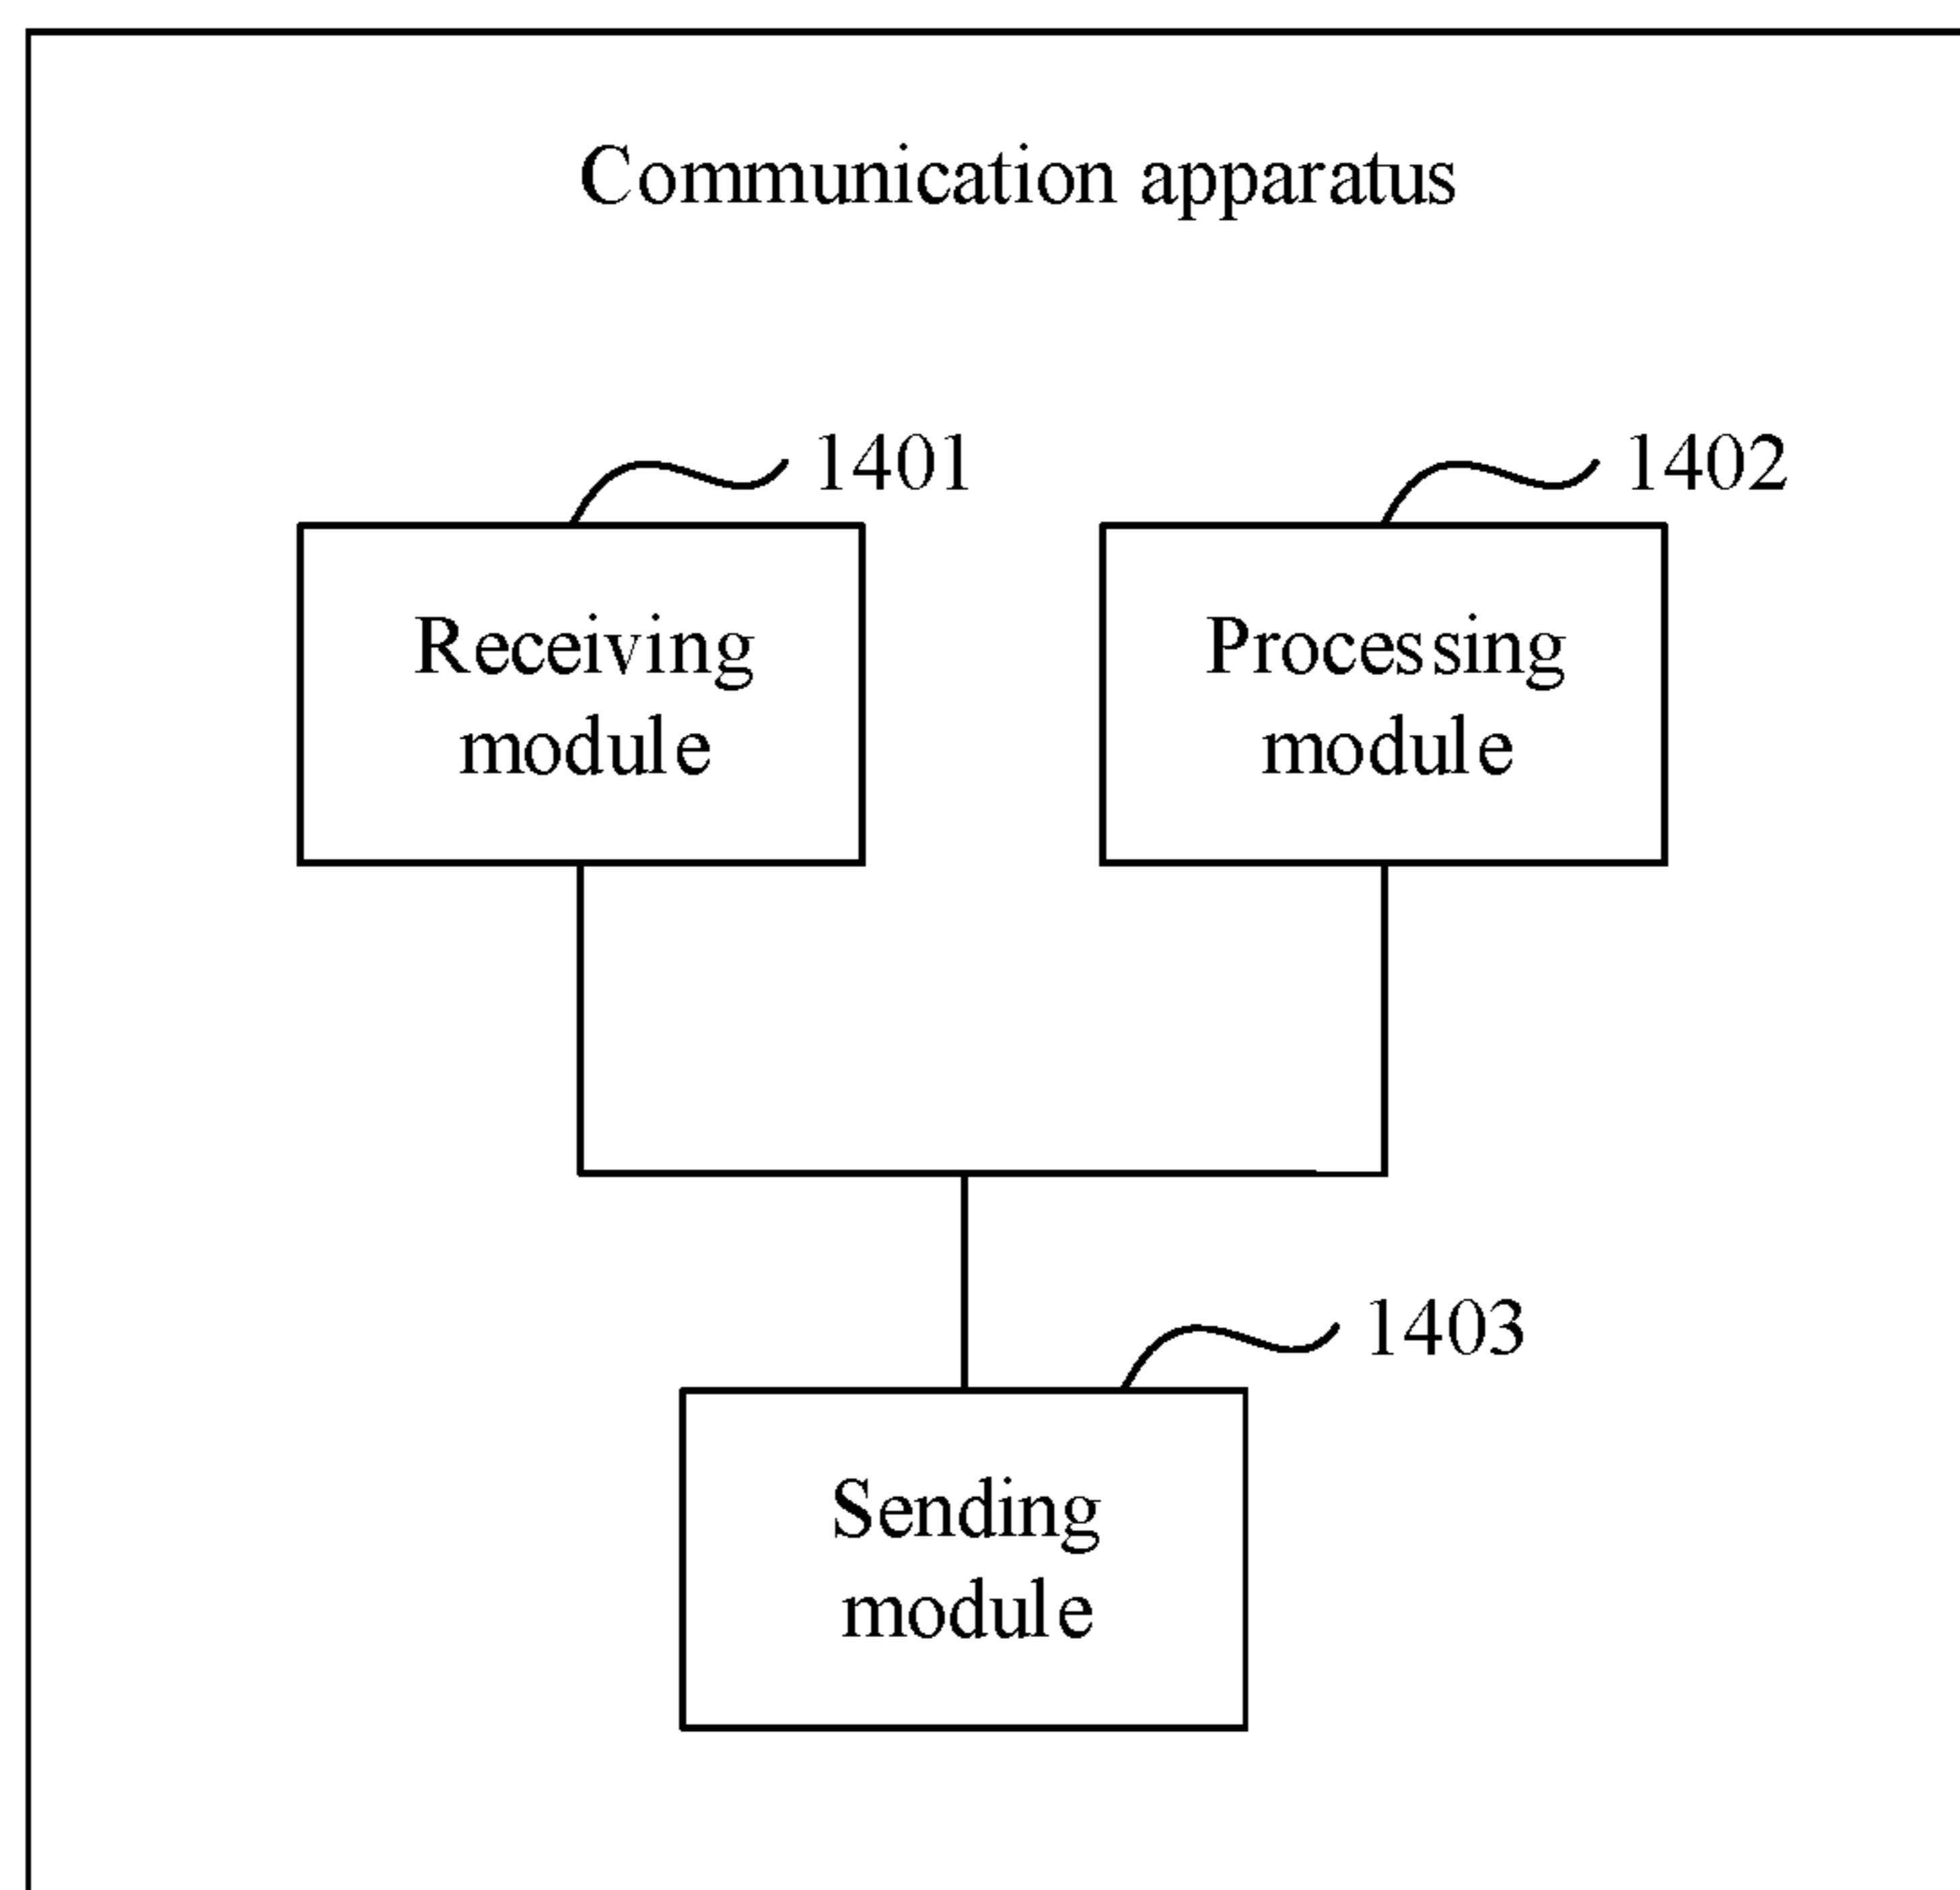 Communication apparatus
1401
1402
Receiving
module
Processing
module
1403
Sending
module